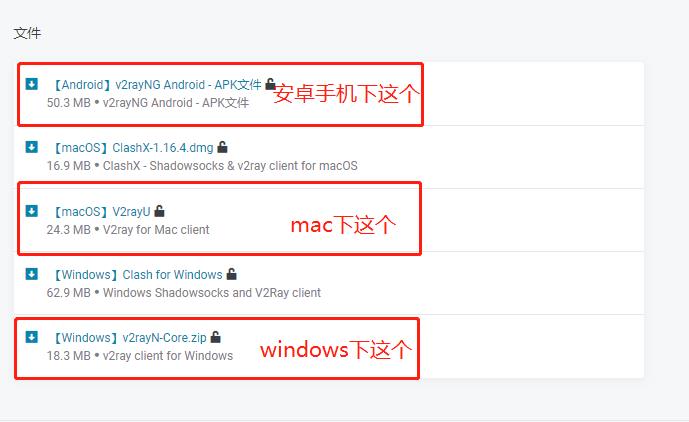 文件
【Android】v2rayNG Android - APK文件
安卓手机下这个
50.3 MB • v2rayNG Android - APK文件
【macOS】ClashX-1.16.4.dmg
16.9 MB • ClashX - Shadowsocks & v2ray client for macOS
【macOS】V2rayU
mac下这个
24.3 MB • V2ray for Mac client
【Windows】Clash for Windows
62.9 MB • Windows Shadowsocks and V2Ray client
【Windows】v2rayN-Core.zip
windows下这个
18.3 MB • v2ray client for Windows